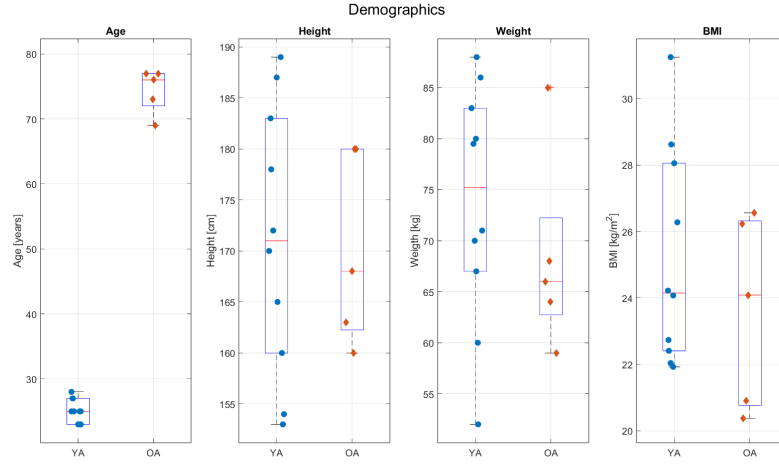 Demographics
Age
Height
Weight
BMI
Age [years]
80
70
60
50
40
30
YA
OA
Height [cm]
190
185
180
175
170
165
160
155
YA
OA
Weigth [kg]
85
80
75
70
65
60
55
YA
OA
BMI [kg/m²]
30
28
26
24
22
20
YA
OA